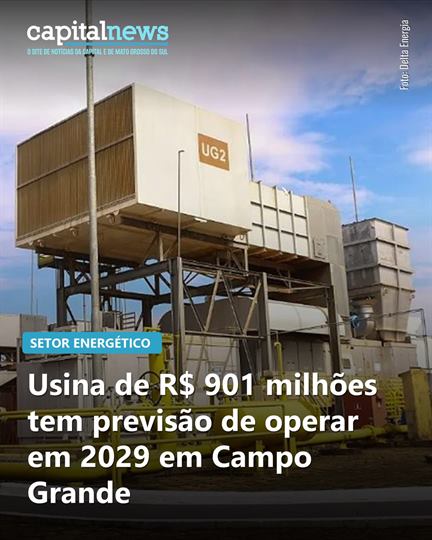 capitalnews
O SITE DE NOTÍCIAS DA CAPITAL E DE MATO GROSSO DO SUL
Foto: Delta Energia
UG2
SETOR ENERGÉTICO
Usina de R$ 901 milhões
tem previsão de operar
em 2029 em Campo
Grande